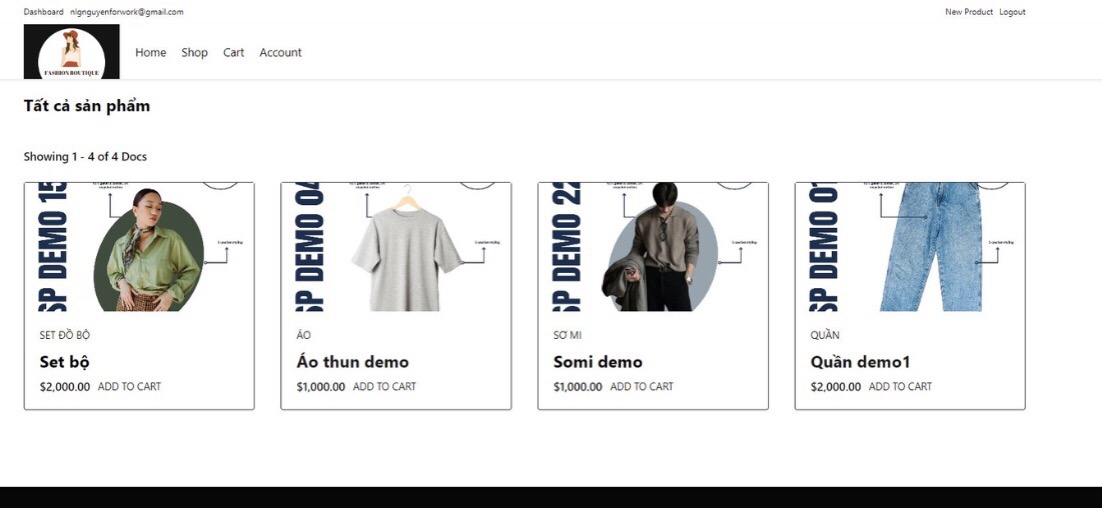 Dashboard nignguyenforwork@gmail.com New Product Logout
FASHION BOUTIQUE
Home Shop Cart Account
Tất cả sản phẩm
Showing 1 - 4 of 4 Docs
SP DEMO 15
SP DEMO 04
SP DEMO 22
SP DEMO
SET ĐỒ BỘ
Set bộ
$2,000.00 ADD TO CART
ÁO
Áo thun demo
$1,000.00 ADD TO CART
SƠ MI
Somi demo
$1,000.00 ADD TO CART
QUẦN
Quần demo1
$2,000.00 ADD TO CART